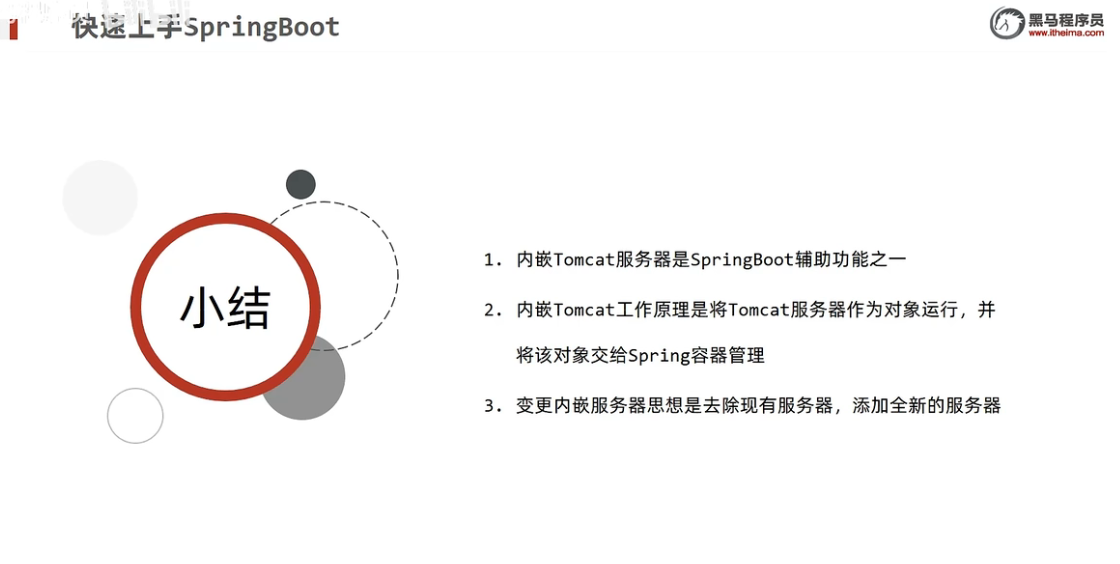 快速上手SpringBoot
黑马程序员
www.itheima.com
小结
1. 内嵌Tomcat服务器是SpringBoot辅助功能之一
2. 内嵌Tomcat工作原理是将Tomcat服务器作为对象运行，并
将该对象交给Spring容器管理
3. 变更内嵌服务器思想是去除现有服务器，添加全新的服务器